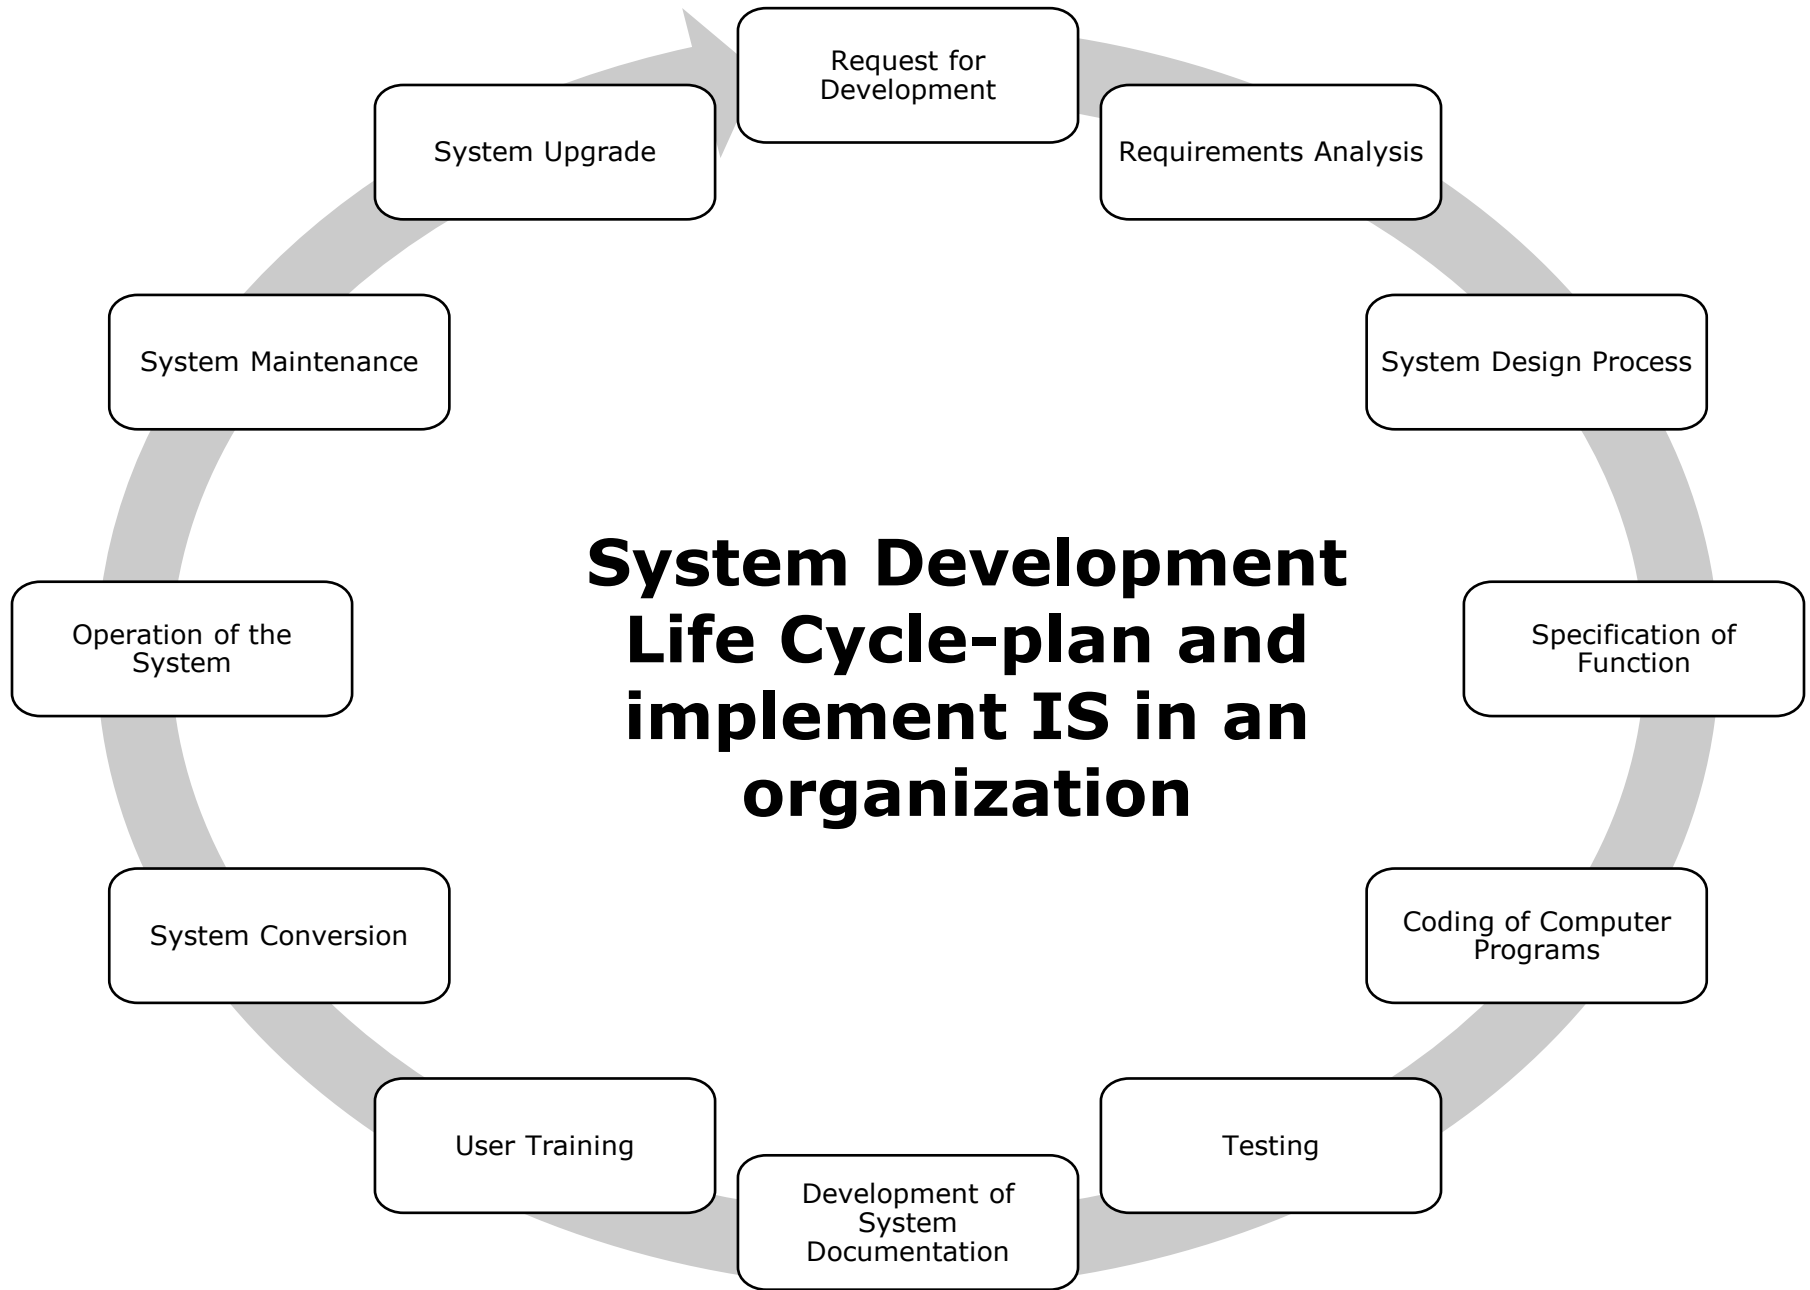 Request for
Development
Requirements Analysis
System Design Process
Specification of
Function
Coding of Computer
Programs
Testing
Development of
System
Documentation
User Training
System Conversion
Operation of the
System
System Maintenance
System Upgrade
System Development
Life Cycle-plan and
implement IS in an
organization